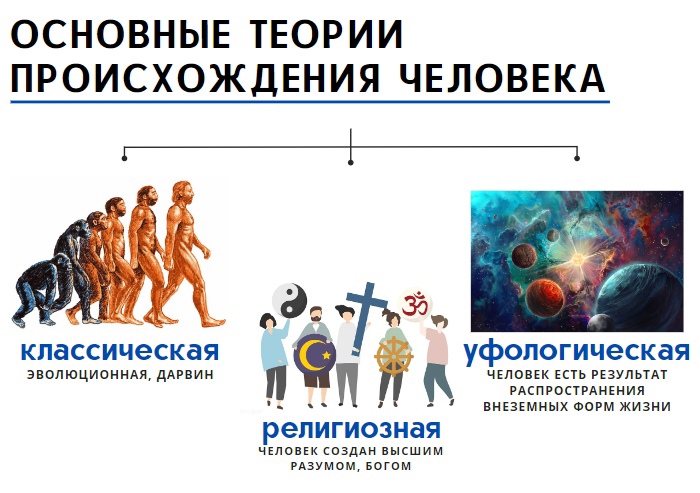 ОСНОВНЫЕ ТЕОРИИ
ПРОИСХОЖДЕНИЯ ЧЕЛОВЕКА
классическая
ЭВОЛЮЦИОННАЯ, ДАРВИН
религиозная
ЧЕЛОВЕК СОЗДАН ВЫСШИМ
РАЗУМОМ, БОГОМ
уфологическая
ЧЕЛОВЕК ЕСТЬ РЕЗУЛЬТАТ
РАСПРОСТРАНЕНИЯ
ВНЕЗЕМНЫХ ФОРМ ЖИЗНИ